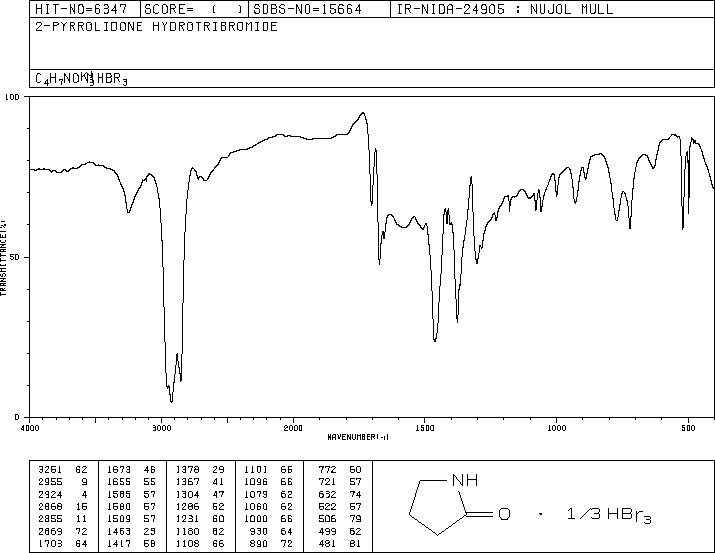 HIT-NO=6347 SCORE= ( ) SDBS-NO=15664 IR-NIDA-24905 : NUJOL MULL
2-PYRROLIDONE HYDROTRIBROMIDE
C4H7NO HBR3
100
50
0
TRANSMITTANCE(%)
4000 3000 2000 1500 1000 500
WAVENUMBER(-1)
3261 62 1673 46 1378 29 1101 66 772 60
2955 9 1655 55 1367 41 1096 66 721 57
2924 4 1585 57 1304 47 1079 62 632 74
2868 15 1580 57 1286 52 1060 62 522 57
2855 11 1509 57 1231 60 1000 66 506 79
2669 72 1463 23 1180 62 930 64 499 62
1703 64 1417 58 1108 66 890 72 481 81
NH
O · 1/3 HBr3